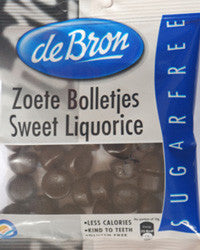 de Bron
Zoete Bolletjes
Sweet Liquorice
SUGARFREE
•LESS CALORIES
•KIND TO TEETH